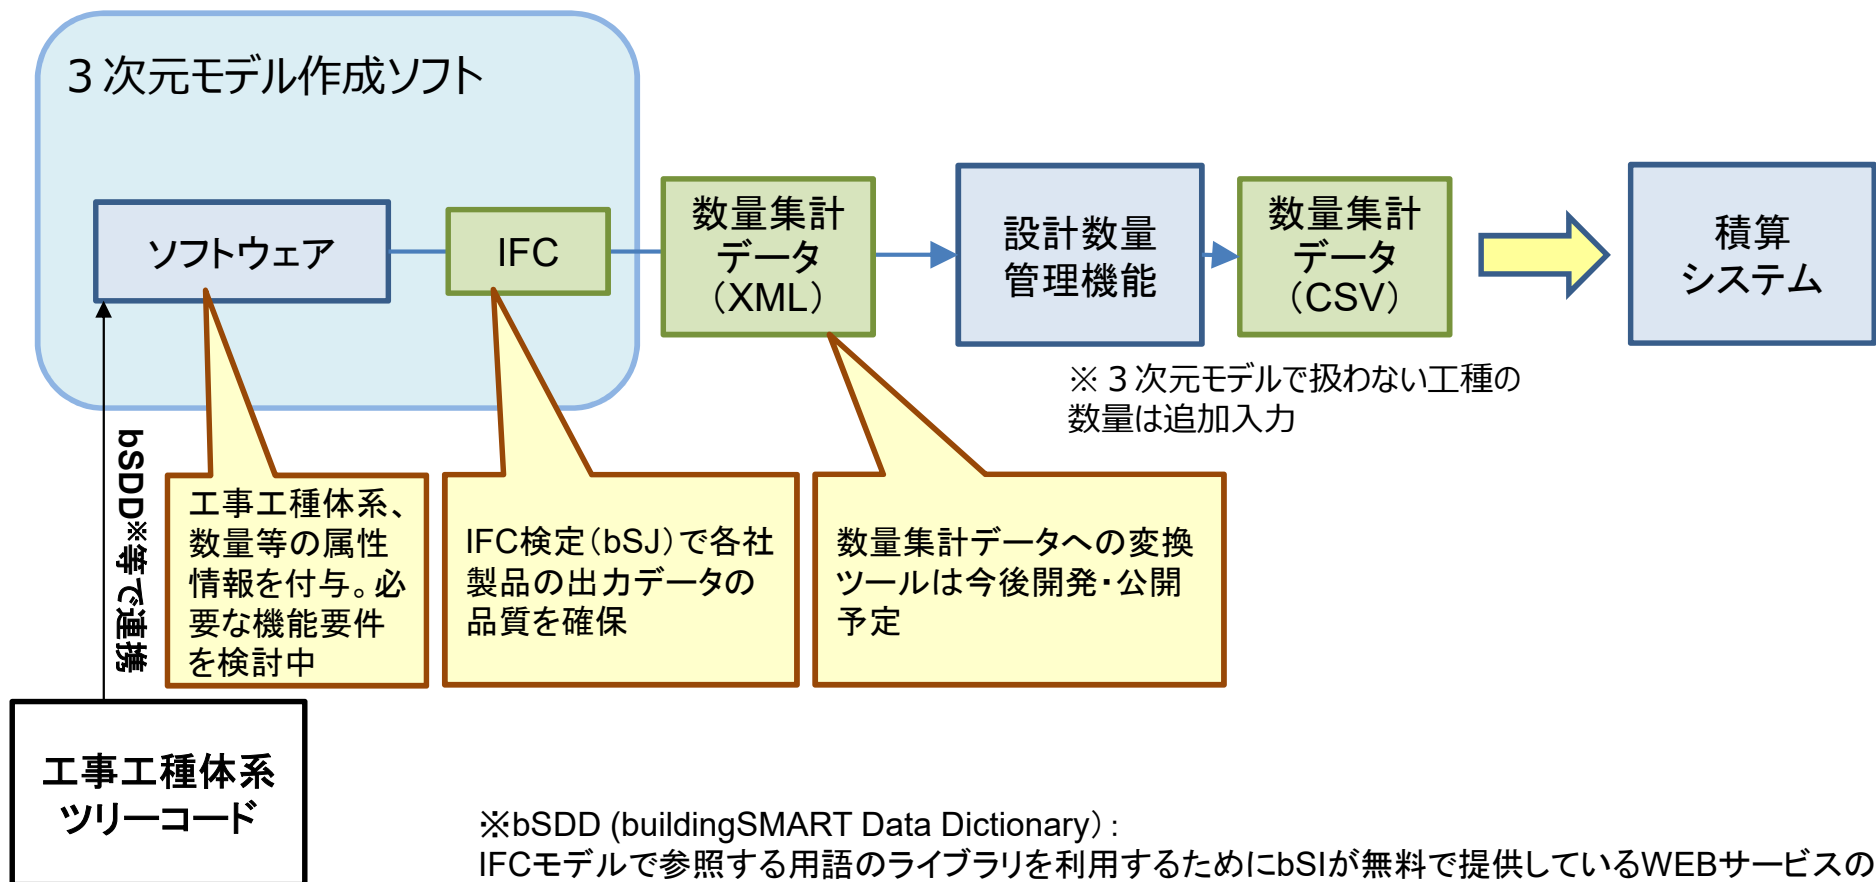 ３次元モデル作成ソフト
ソフトウェア
IFC
数量集計
データ
（XML）
設計数量
管理機能
数量集計
データ
（CSV）
積算
システム
※３次元モデルで扱わない工種の
数量は追加入力
bSDD※等で連携
工事工種体系、
数量等の属性
情報を付与。必
要な機能要件
を検討中
IFC検定（bSJ）で各社
製品の出力データの
品質を確保
数量集計データへの変換
ツールは今後開発・公開
予定
工事工種体系
ツリーコード
※bSDD (buildingSMART Data Dictionary）：
IFCモデルで参照する用語のライブラリを利用するためにbSIが無料で提供しているWEBサービスの